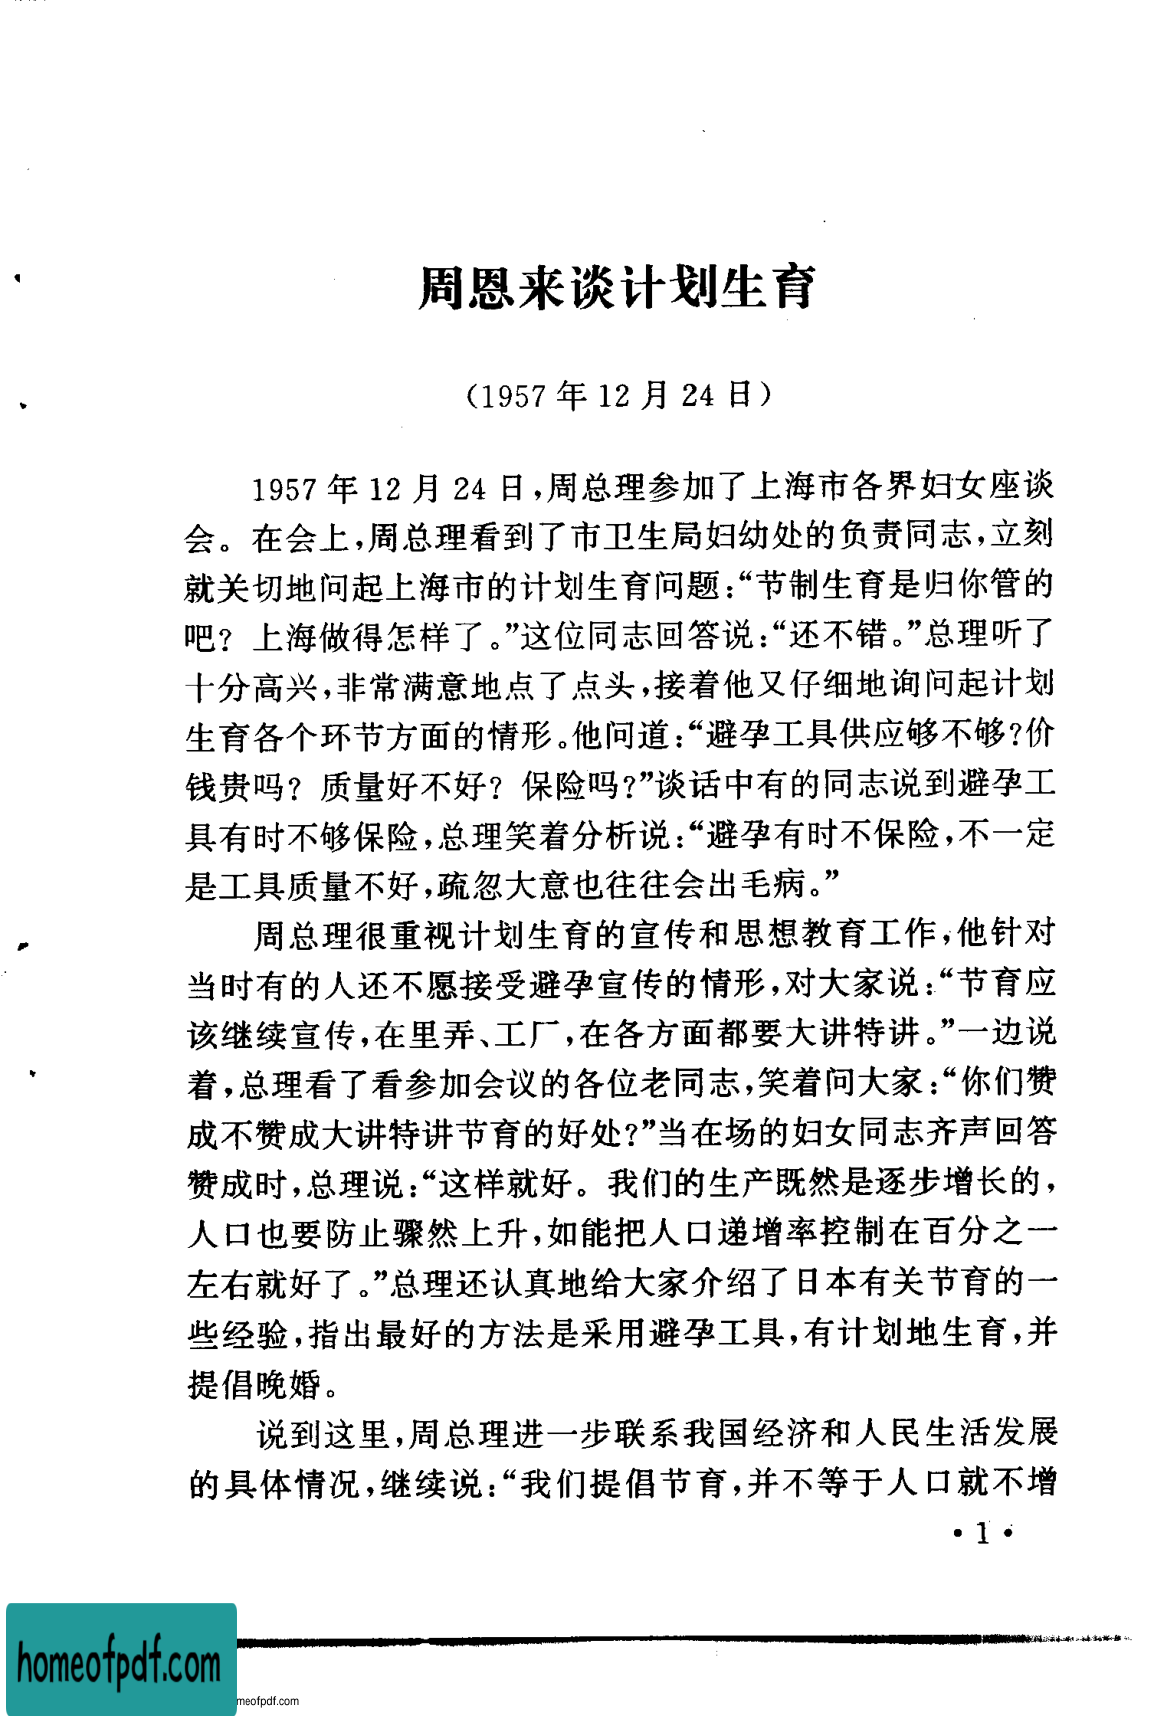 周恩来谈计划生育
（1957 年 12 月 24 日）
1957 年 12 月 24 日，周总理参加了上海市各界妇女座谈
会。在会上，周总理看到了市卫生局妇幼处的负责同志，立刻
就关切地问起上海市的计划生育问题：“节制生育是归你管的
吧？上海做得怎样了。”这位同志回答说：“还不错。”总理听了
十分高兴，非常满意地点了点头，接着他又仔细地询问起计划
生育各个环节方面的情形。他问道：“避孕工具供应够不够？价
钱贵吗？质量好不好？保险吗？”谈话中有的同志说到避孕工
具有时不够保险，总理笑着分析说：“避孕有时不保险，不一定
是工具质量不好，疏忽大意也往往会出毛病。”
周总理很重视计划生育的宣传和思想教育工作，他针对
当时有的人还不愿接受避孕宣传的情形，对大家说：“节育应
该继续宣传，在里弄、工厂，在各方面都要大讲特讲。”一边说
着，总理看了看参加会议的各位老同志，笑着问大家：“你们赞
成不赞成大讲特讲节育的好处？”当在场的妇女同志齐声回答
赞成时，总理说：“这样就好。我们的生产既然是逐步增长的，
人口也要防止骤然上升，如能把人口递增率控制在百分之一
左右就好了。”总理还认真地给大家介绍了日本有关节育的一
些经验，指出最好的方法是采用避孕工具，有计划地生育，并
提倡晚婚。
说到这里，周总理进一步联系我国经济和人民生活发展
的具体情况，继续说：“我们提倡节育，并不等于人口就不增
·1·
homeofpdf.com
meofpdf.com